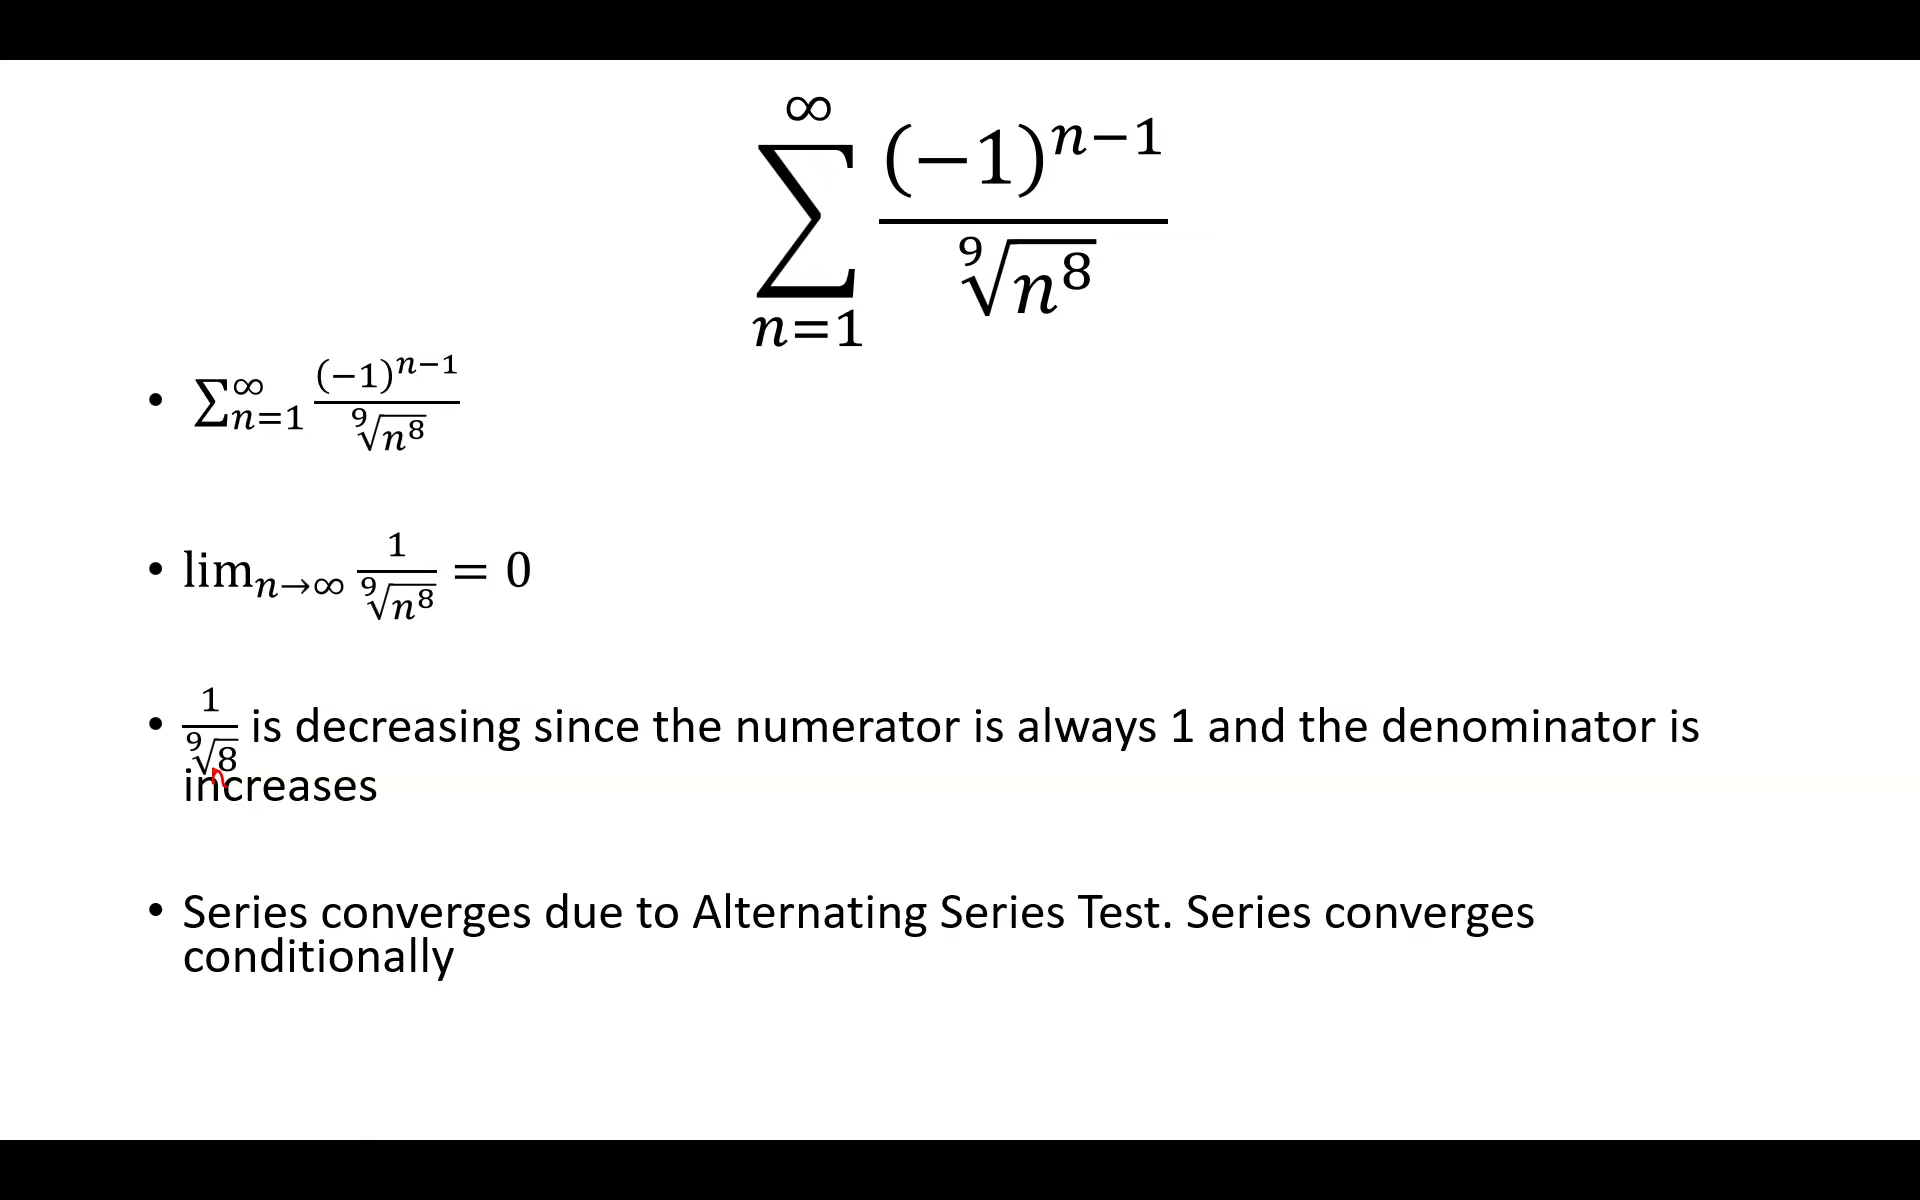 ∑_{n=1}^{∞} (−1)^{n−1} / ⁹√(n⁸)
• ∑_{n=1}^{∞} (−1)^{n−1} / ⁹√(n⁸)
• lim_{n→∞} 1 / ⁹√(n⁸) = 0
• 1 / ⁹√8 is decreasing since the numerator is always 1 and the denominator is
n
increases
• Series converges due to Alternating Series Test. Series converges
conditionally